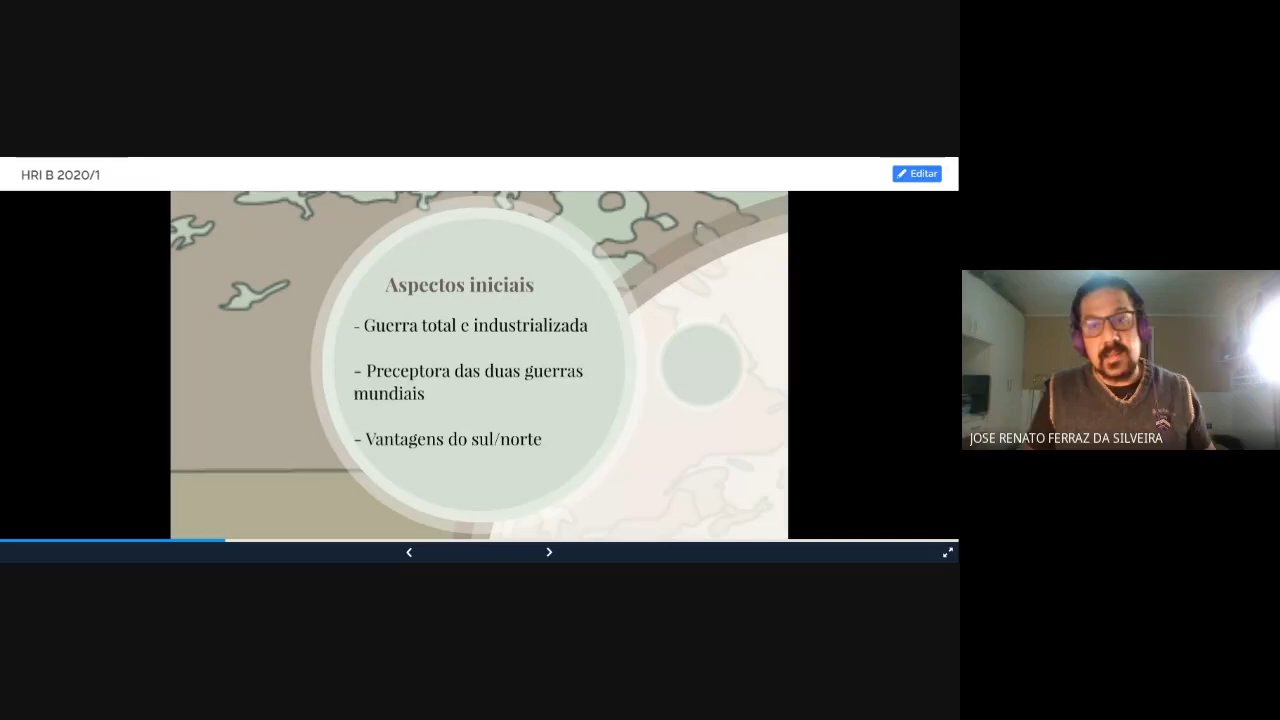 HRI B 2020/1
Editar
Aspectos iniciais
- Guerra total e industrializada
- Preceptora das duas guerras
mundiais
- Vantagens do sul/norte
JOSE RENATO FERRAZ DA SILVEIRA